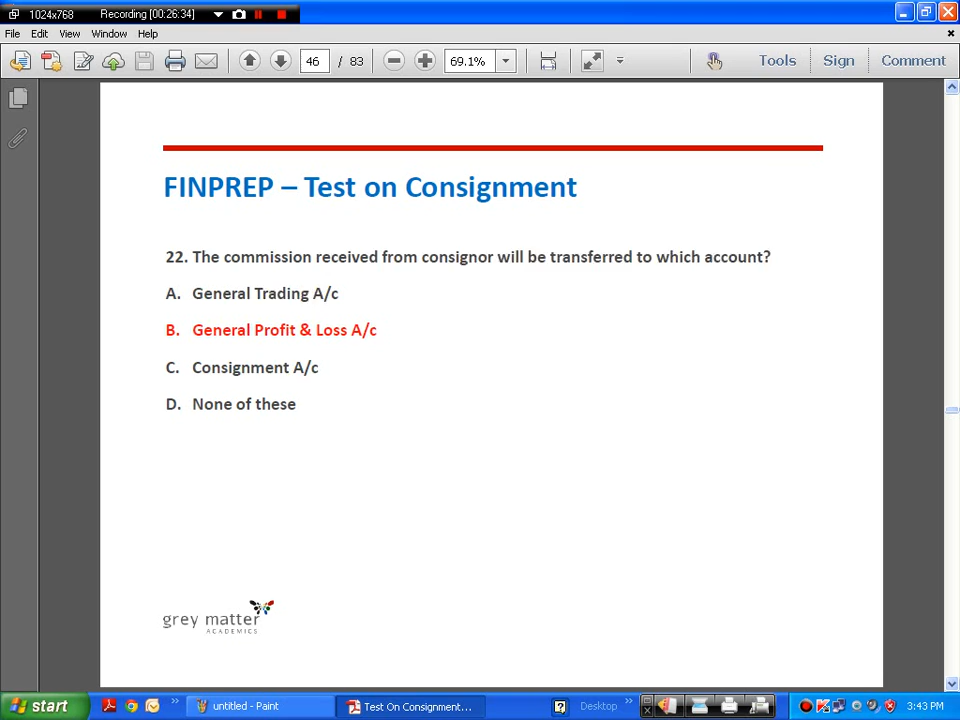 1024x768 Recording [00:26:34]
File Edit View Window Help
46 / 83 69.1% Tools Sign Comment
FINPREP – Test on Consignment
22. The commission received from consignor will be transferred to which account?
A. General Trading A/c
B. General Profit & Loss A/c
C. Consignment A/c
D. None of these
grey matter
ACADEMICS
start untitled - Paint Test On Consignment... Desktop 3:43 PM